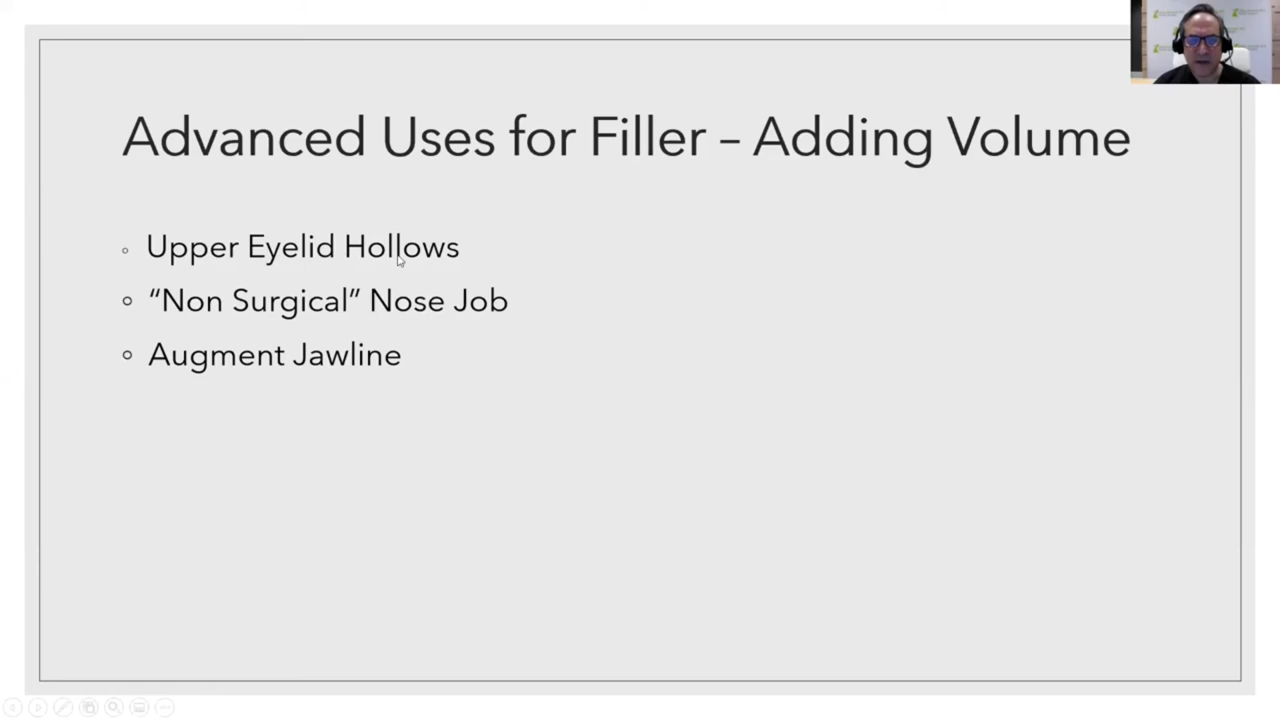 Advanced Uses for Filler – Adding Volume
Upper Eyelid Hollows
“Non Surgical” Nose Job
Augment Jawline